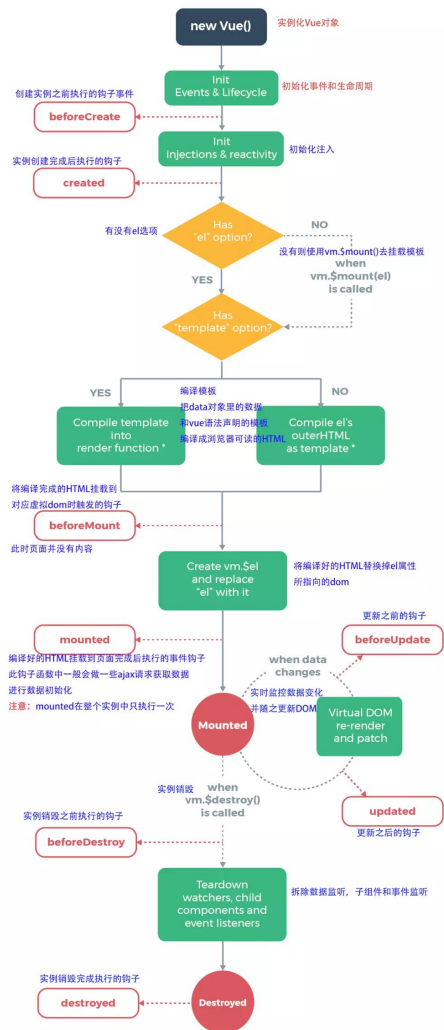 new Vue()
实例化Vue对象
Init
Events & Lifecycle
初始化事件和生命周期
创建实例之前执行的钩子事件
beforeCreate
Init
injections & reactivity
初始化注入
实例创建完成后执行的钩子
created
有没有el选项
Has
"el" option?
NO
没有则使用vm.$mount()去挂载模板
when
vm.$mount(el)
is called
YES
Has
"template" option?
YES
NO
编译模板
把data对象里的数据
和vue语法声明的模板
编译成浏览器可读的HTML
Compile template
into
render function *
Compile el's
outerHTML
as template *
将编译完成的HTML挂载到
对应虚拟dom时触发的钩子
beforeMount
此时页面并没有内容
Create vm.$el
and replace
"el" with it
将编译好的HTML替换掉el属性
所指向的dom
mounted
编译好的HTML挂载到页面完成后执行的事件钩子
此钩子函数中一般会做一些ajax请求获取数据
进行数据初始化
注意：mounted在整个实例中只执行一次
更新之前的钩子
beforeUpdate
when data
changes
实时监控数据变化
并随之更新DOM
Mounted
Virtual DOM
re-render
and patch
updated
更新之后的钩子
实例销毁
when
vm.$destroy()
is called
实例销毁之前执行的钩子
beforeDestroy
Teardown
watchers, child
components and
event listeners
拆除数据监听，子组件和事件监听
实例销毁完成执行的钩子
destroyed
Destroyed